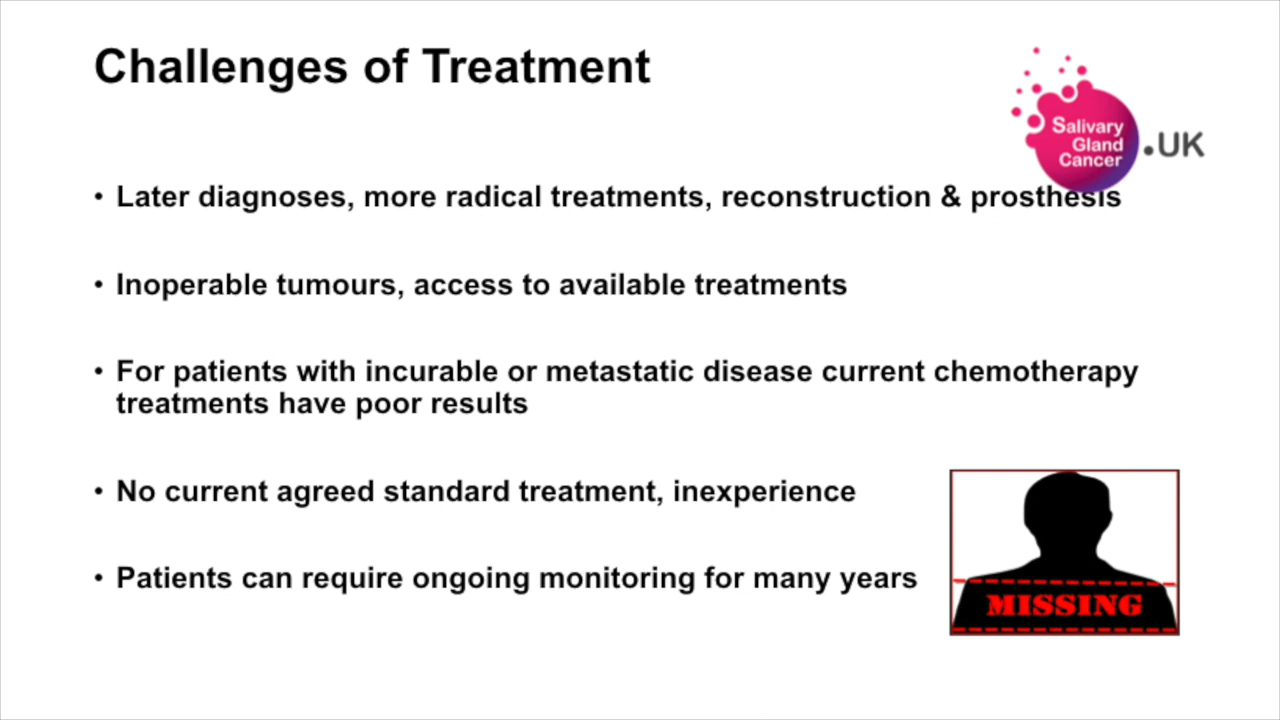 Challenges of Treatment
Salivary
Gland
Cancer
.UK
• Later diagnoses, more radical treatments, reconstruction & prosthesis
• Inoperable tumours, access to available treatments
• For patients with incurable or metastatic disease current chemotherapy
treatments have poor results
• No current agreed standard treatment, inexperience
• Patients can require ongoing monitoring for many years
MISSING